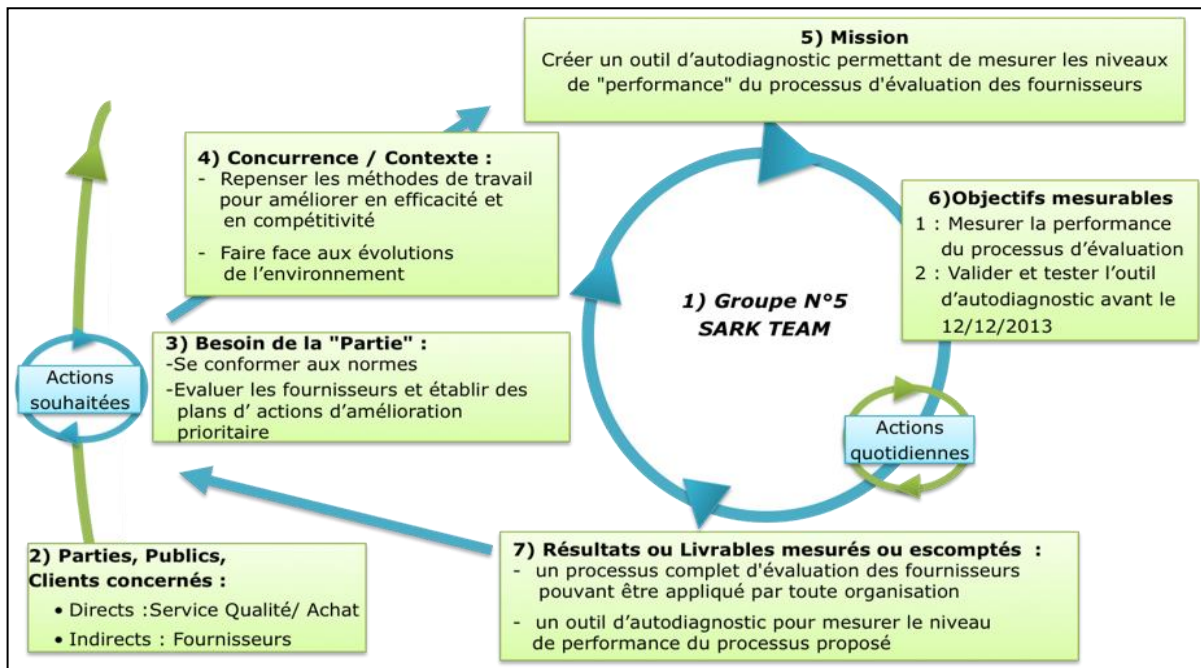 5) Mission
Créer un outil d’autodiagnostic permettant de mesurer les niveaux
de "performance" du processus d'évaluation des fournisseurs
4) Concurrence / Contexte :
- Repenser les méthodes de travail
pour améliorer en efficacité et
en compétitivité
- Faire face aux évolutions
de l’environnement
6)Objectifs mesurables
1 : Mesurer la performance
du processus d’évaluation
2 : Valider et tester l’outil
d’autodiagnostic avant le
12/12/2013
1) Groupe N°5
SARK TEAM
3) Besoin de la "Partie" :
-Se conformer aux normes
-Evaluer les fournisseurs et établir des
plans d’ actions d’amélioration
prioritaire
Actions
souhaitées
Actions
quotidiennes
2) Parties, Publics,
Clients concernés :
• Directs :Service Qualité/ Achat
• Indirects : Fournisseurs
7) Résultats ou Livrables mesurés ou escomptés :
- un processus complet d'évaluation des fournisseurs
pouvant être appliqué par toute organisation
- un outil d’autodiagnostic pour mesurer le niveau
de performance du processus proposé